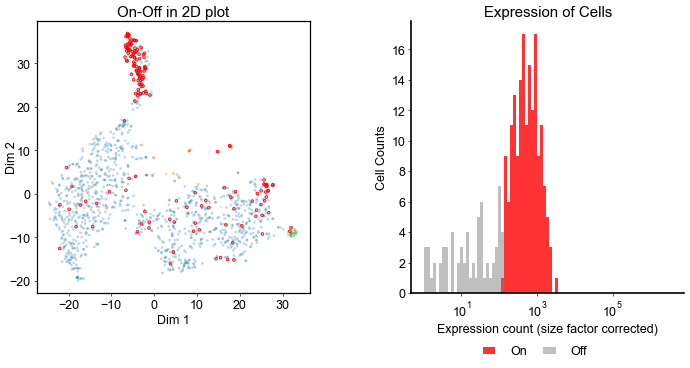 On-Off in 2D plot
Dim 2
30
20
10
0
−10
−20
−20 −10 0 10 20 30
Dim 1
Expression of Cells
Cell Counts
16
14
12
10
8
6
4
2
0
10^1 10^3 10^5
Expression count (size factor corrected)
On Off